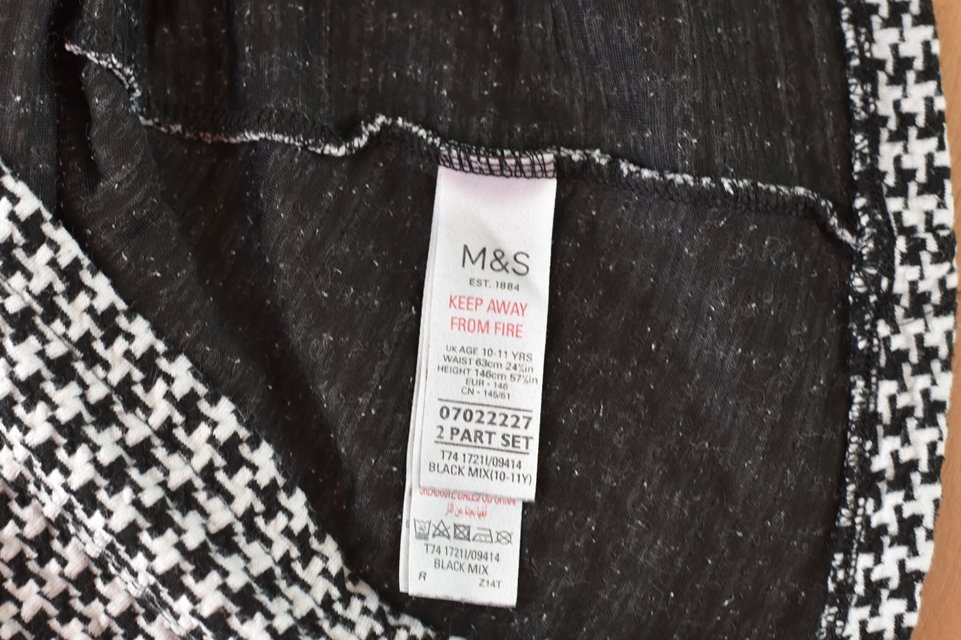 M&S
EST. 1884
KEEP AWAY
FROM FIRE
UK AGE 10-11 YRS
WAIST 63cm 24¾in
HEIGHT 146cm 57½in
EUR - 146
CN - 145/61
07022227
2 PART SET
T74 1721I/09414
BLACK MIX(10-11Y)
T74 1721I/09414
BLACK MIX
R Z14T